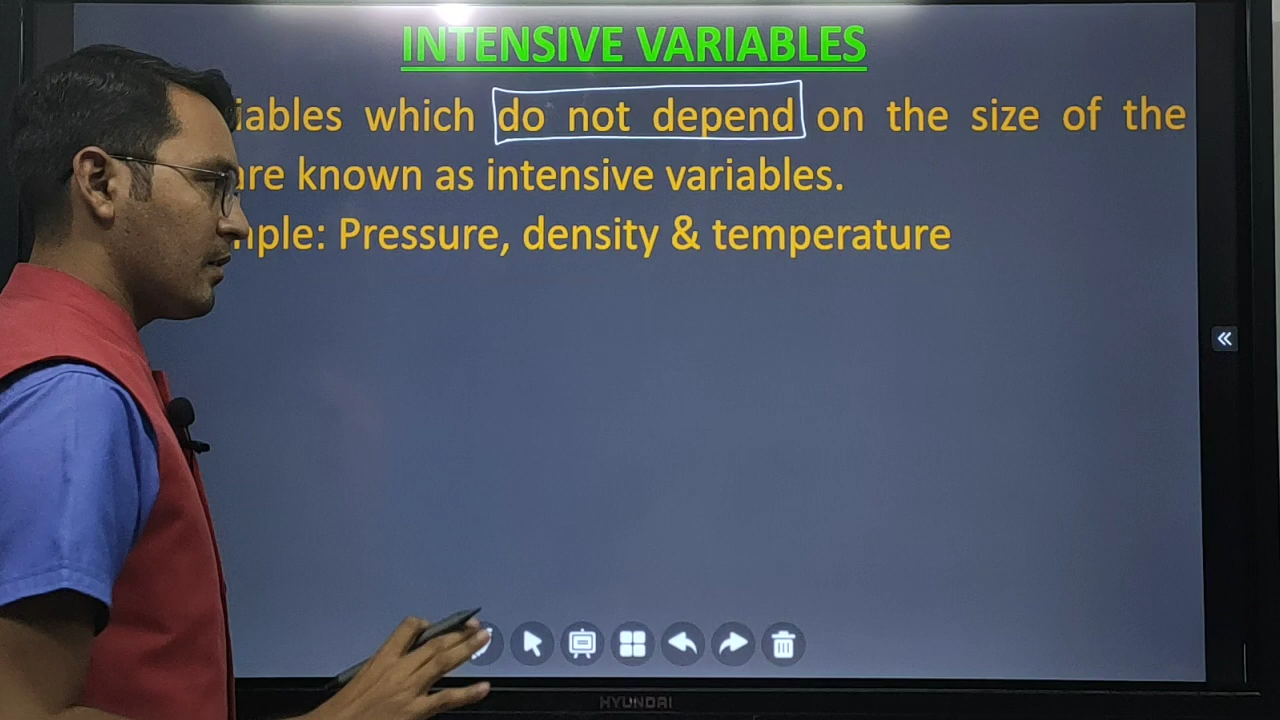 INTENSIVE VARIABLES
iables which do not depend on the size of the
are known as intensive variables.
mple: Pressure, density & temperature
HYUNDAI